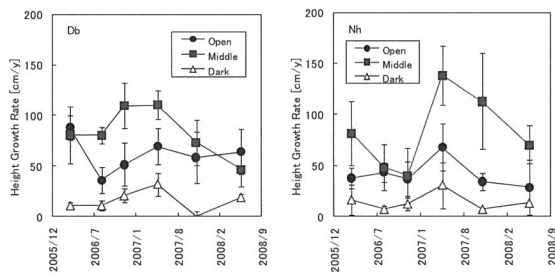 Db
Open
Middle
Dark
Height Growth Rate [cm/y]
200
150
100
50
0
2005/12
2006/7
2007/1
2007/8
2008/2
2008/9
Nh
Open
Middle
Dark
Height Growth Rate [cm/y]
200
150
100
50
0
2005/12
2006/7
2007/1
2007/8
2008/2
2008/9